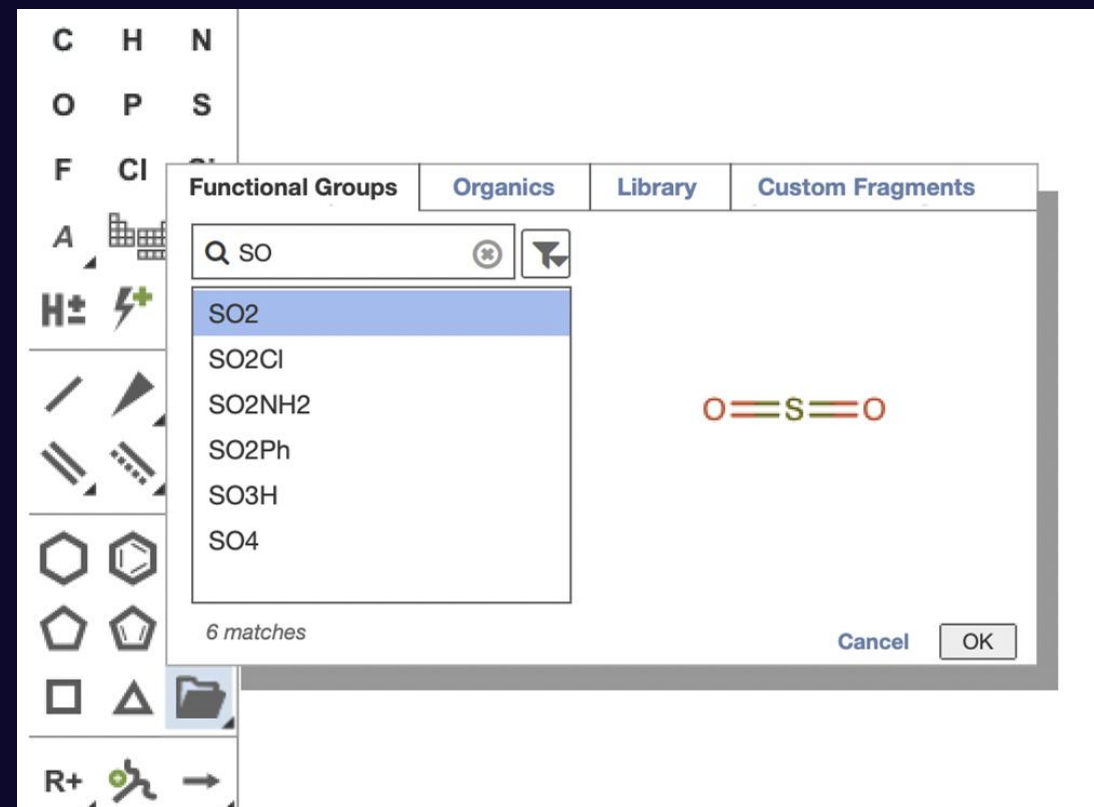 C H N
O P S
F Cl
A
H±
R+
Functional Groups Organics Library Custom Fragments
SO
SO2
SO2Cl
SO2NH2
SO2Ph
SO3H
SO4
6 matches
O S O
Cancel OK